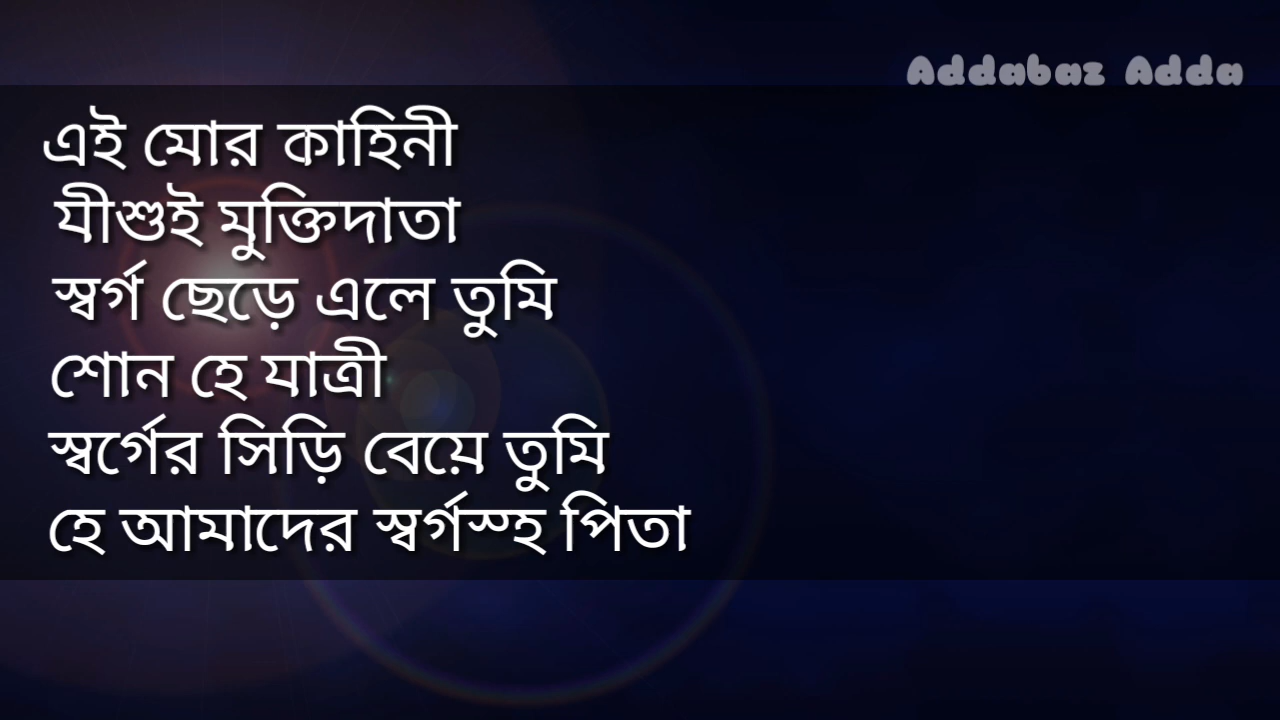 Addabaz Adda
এই মোর কাহিনী
যীশুই মুক্তিদাতা
স্বর্গ ছেড়ে এলে তুমি
শোন হে যাত্রী
স্বর্গের সিড়ি বেয়ে তুমি
হে আমাদের স্বর্গস্হ পিতা